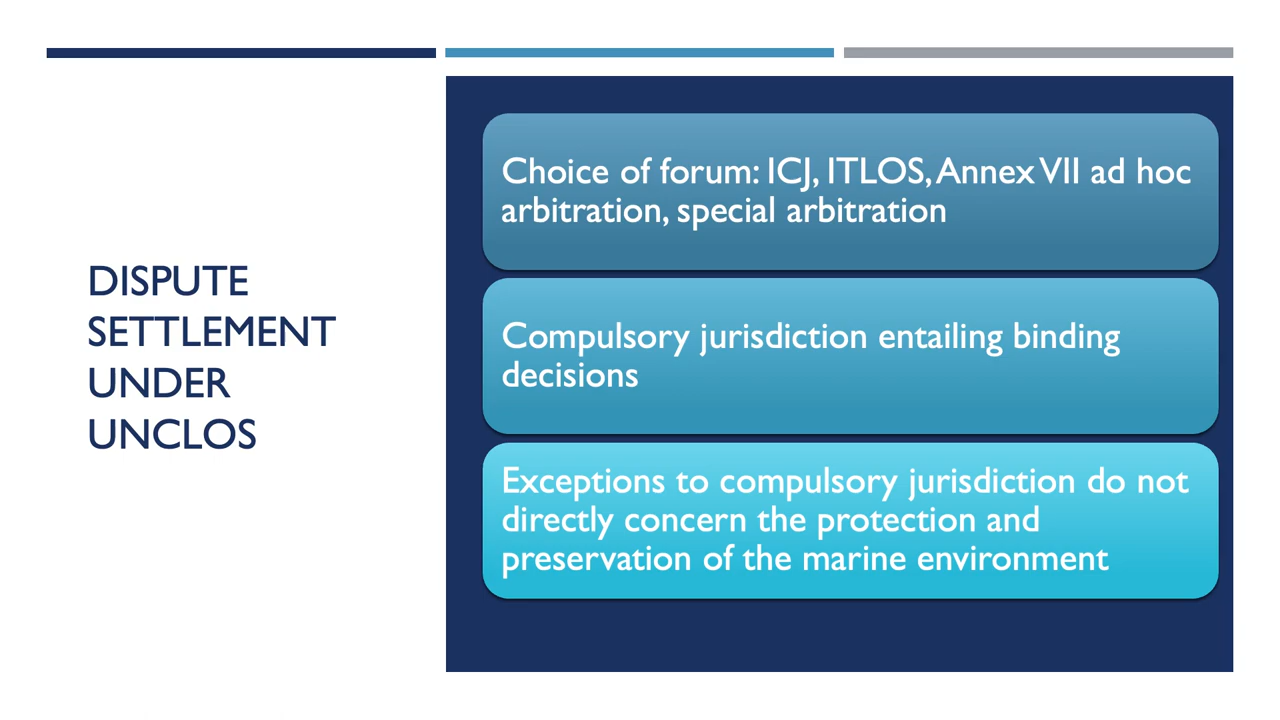 DISPUTE
SETTLEMENT
UNDER
UNCLOS
Choice of forum: ICJ, ITLOS, Annex VII ad hoc
arbitration, special arbitration
Compulsory jurisdiction entailing binding
decisions
Exceptions to compulsory jurisdiction do not
directly concern the protection and
preservation of the marine environment